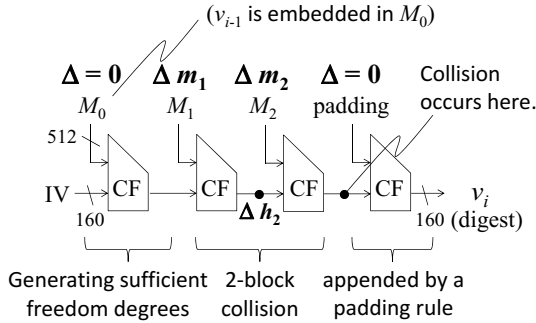 (v_{i-1} is embedded in M_0)
Δ = 0 Δ m_1 Δ m_2 Δ = 0 Collision
occurs here.
M_0 M_1 M_2 padding
512
CF CF CF CF
IV
160
Δ h_2
160
v_i
(digest)
Generating sufficient
freedom degrees
2-block
collision
appended by a
padding rule